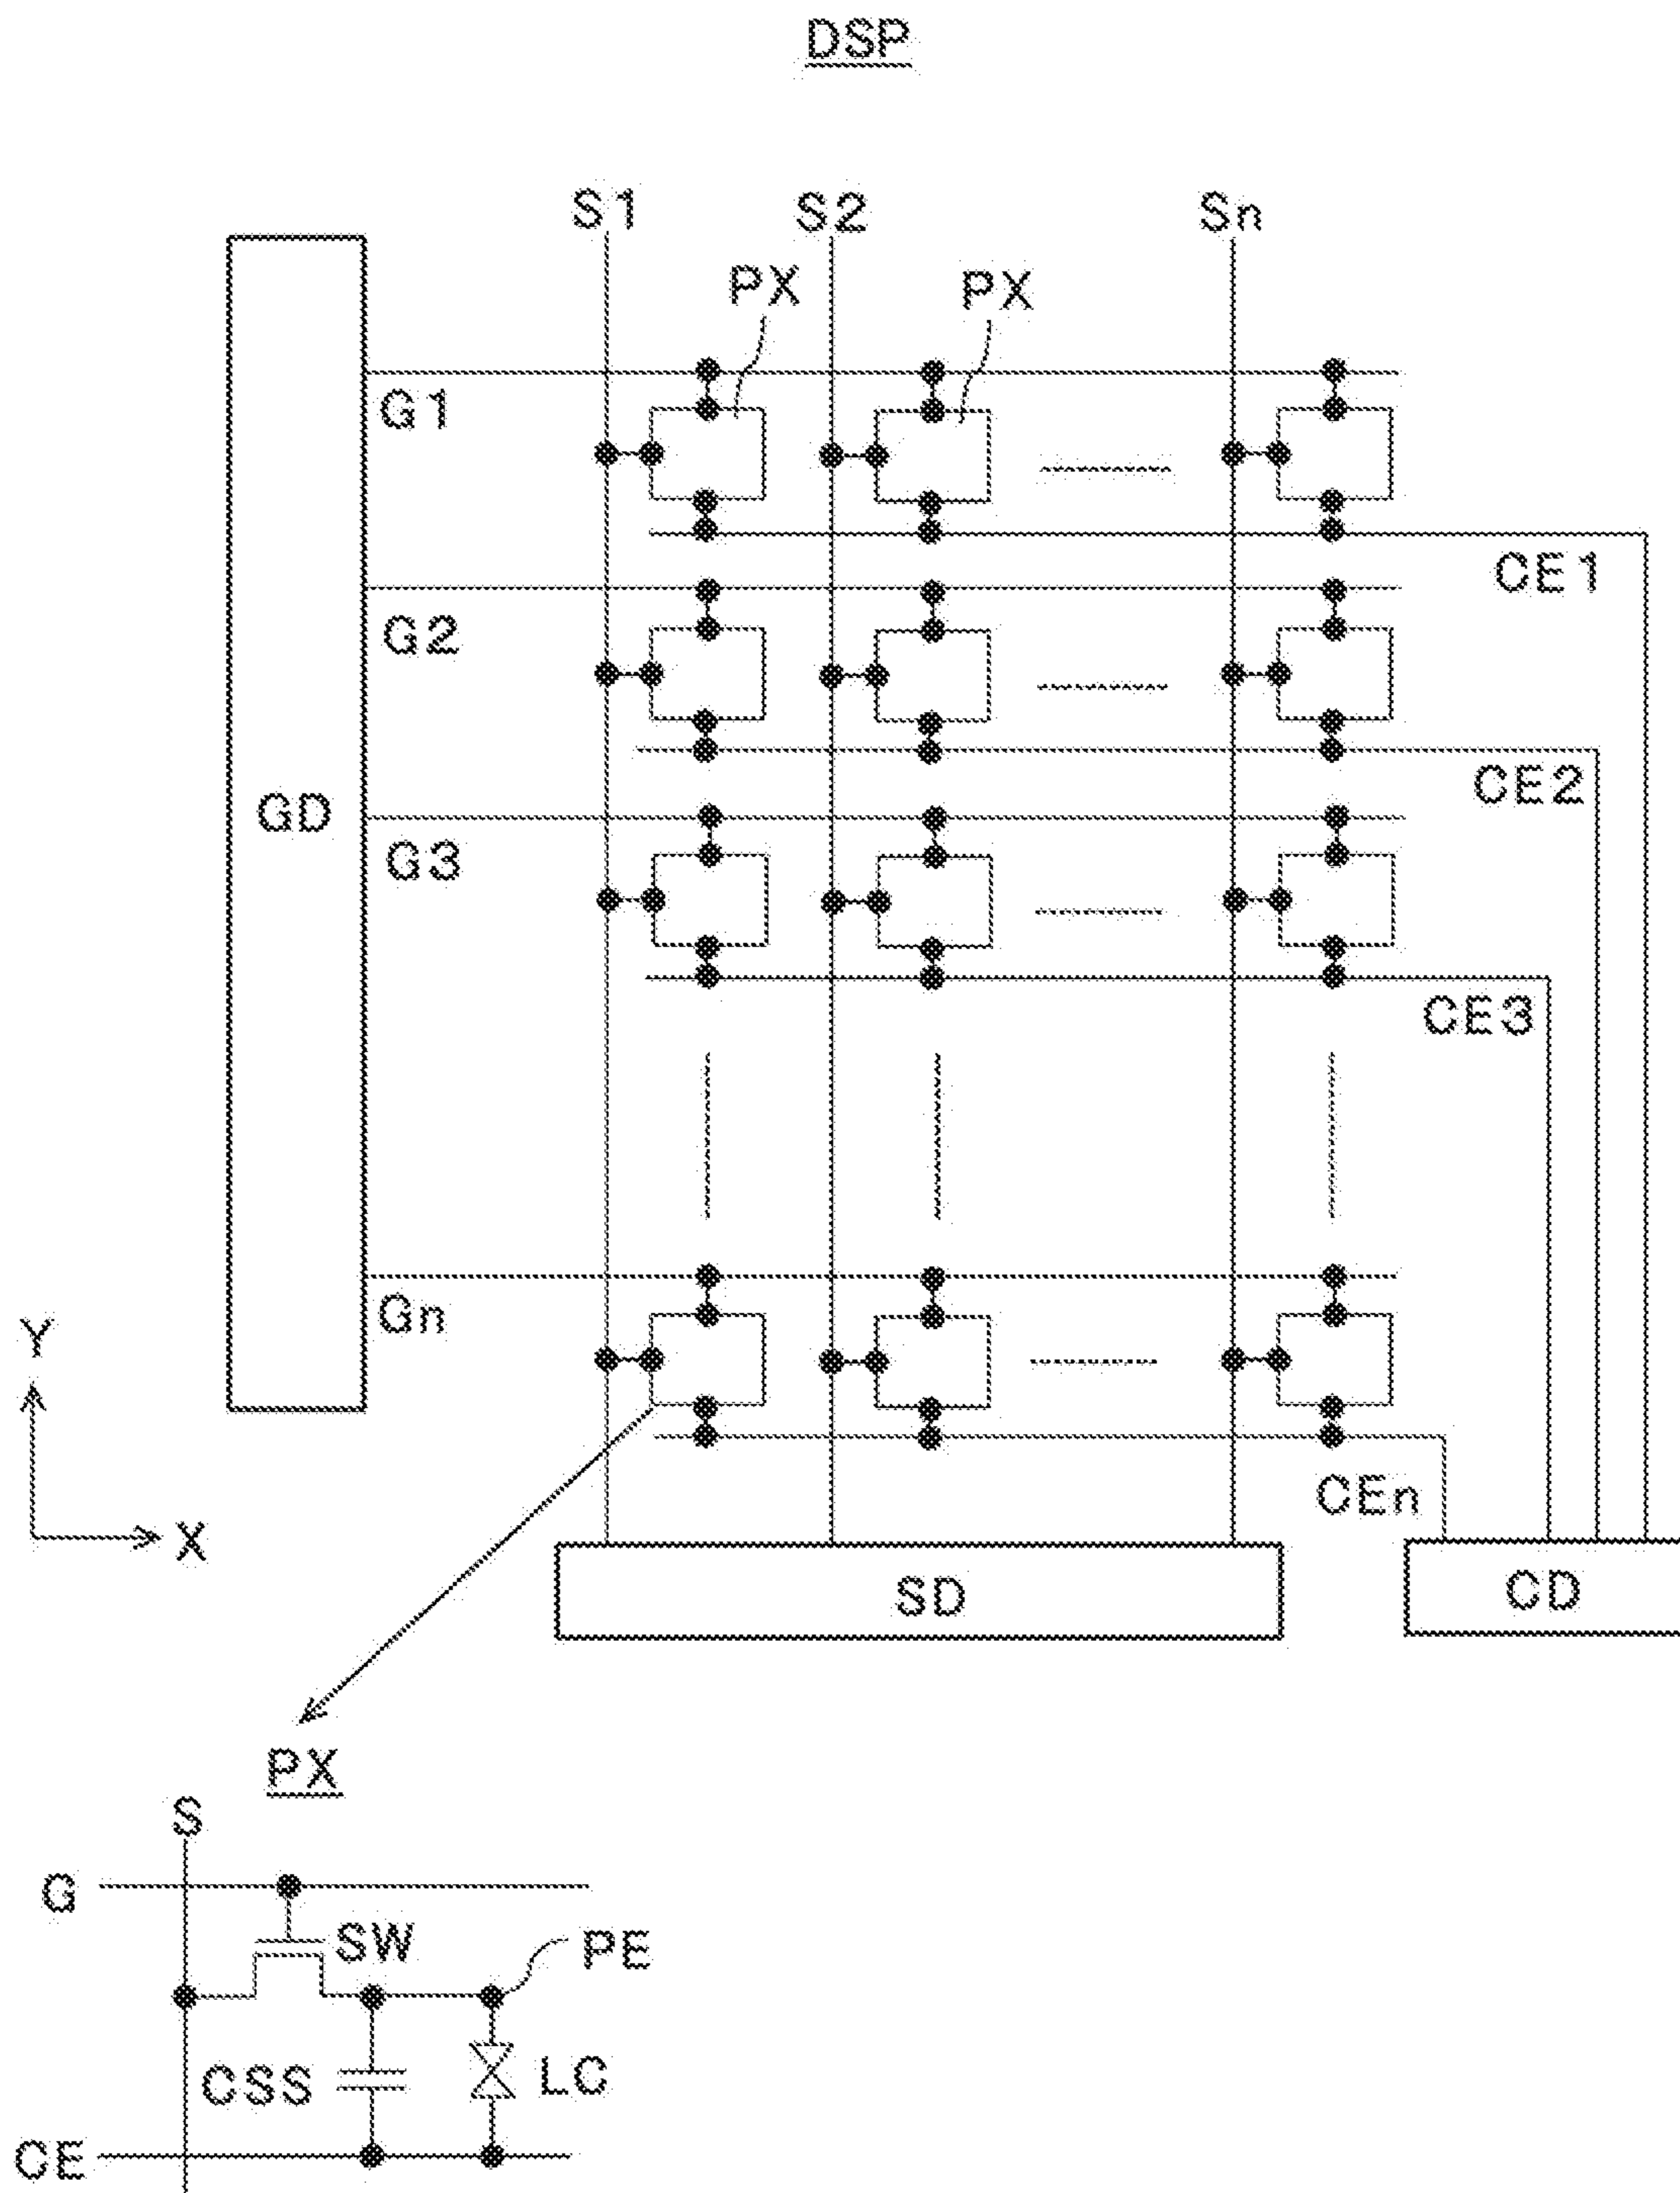 DSP
S1 S2 Sn
PX PX
G1
CE1
G2
CE2
GD
G3
CE3
Gn
Y
CEn
X
SD CD
PX
S
G
SW PE
CSS LC
CE